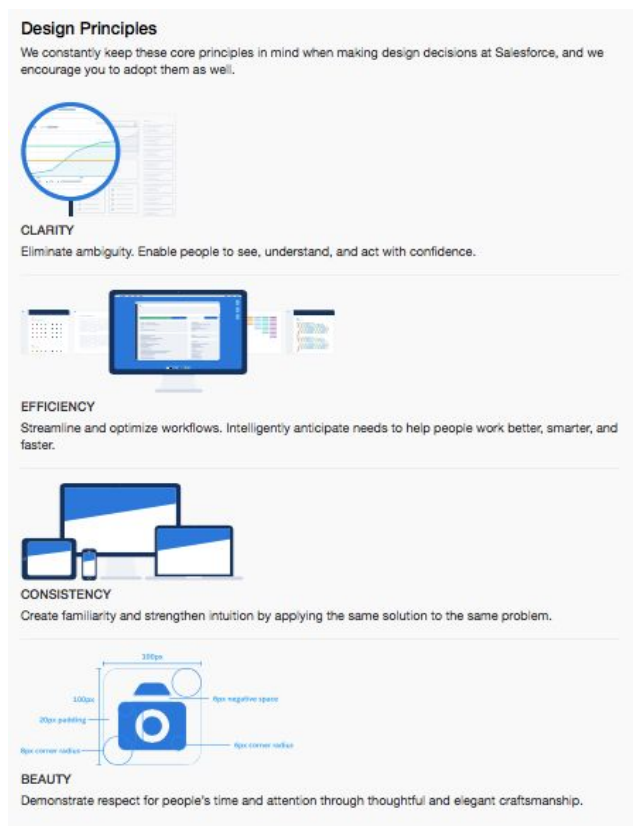 Design Principles
We constantly keep these core principles in mind when making design decisions at Salesforce, and we
encourage you to adopt them as well.
CLARITY
Eliminate ambiguity. Enable people to see, understand, and act with confidence.
EFFICIENCY
Streamline and optimize workflows. Intelligently anticipate needs to help people work better, smarter, and
faster.
CONSISTENCY
Create familiarity and strengthen intuition by applying the same solution to the same problem.
100px
100px
6px negative space
20px padding
8px corner radius
6px corner radius
BEAUTY
Demonstrate respect for people's time and attention through thoughtful and elegant craftsmanship.